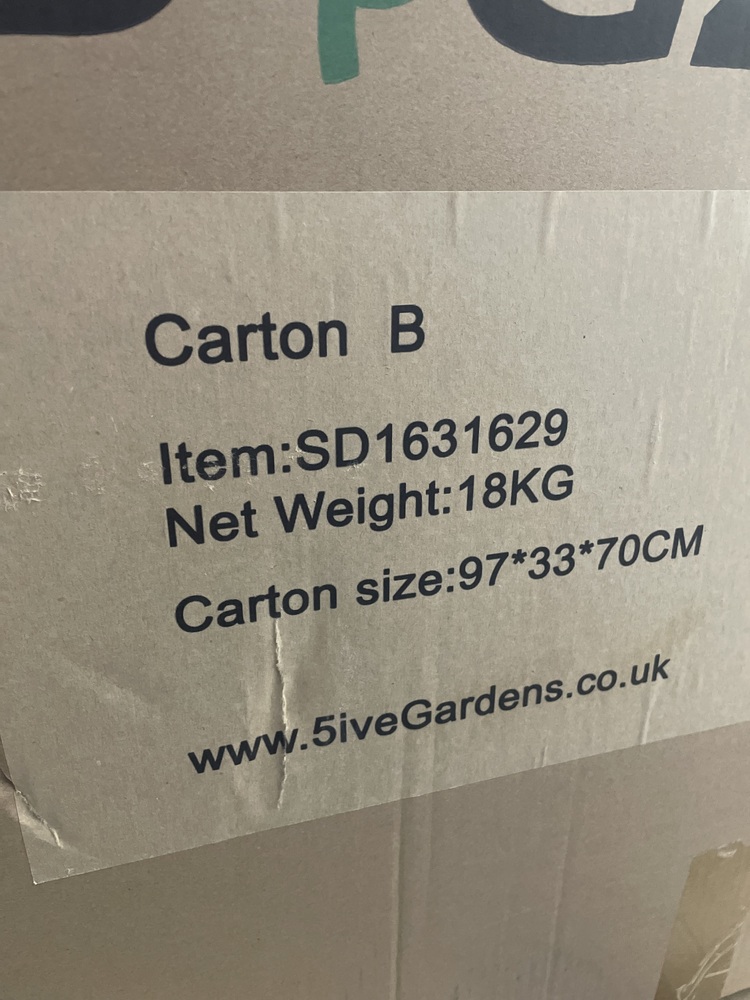 Carton B
Item:SD1631629
Net Weight:18KG
Carton size:97*33*70CM
www.5iveGardens.co.uk